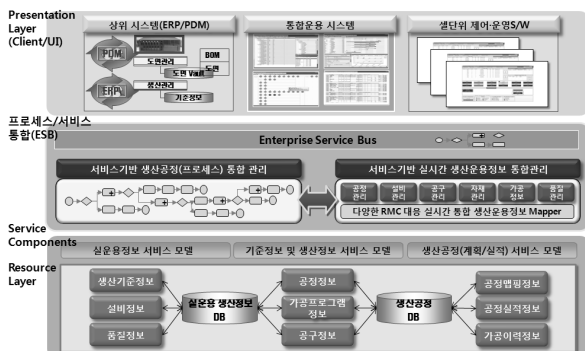 Presentation
Layer
(Client/UI)
상위 시스템(ERP/PDM)
통합운용 시스템
셀단위 제어·운영S/W
PDM
BOM
도면
도면관리
도면 Vault
ERP
생산관리
기준정보
프로세스/서비스
통합(ESB)
Enterprise Service Bus
서비스기반 생산공정(프로세스) 통합 관리
서비스기반 실시간 생산운용정보 통합관리
공정 관리
설비 관리
공구 관리
자재 관리
가공 정보
품질 관리
다양한 RMC 대응 실시간 통합 생산운용정보 Mapper
Service
Components
실운용정보 서비스 모델
기준정보 및 생산정보 서비스 모델
생산공정(계획/실적) 서비스 모델
Resource
Layer
생산기준정보
설비정보
품질정보
실운용 생산정보
DB
공정정보
가공프로그램
정보
공구정보
생산공정
DB
공정맵핑정보
공정실적정보
가공이력정보